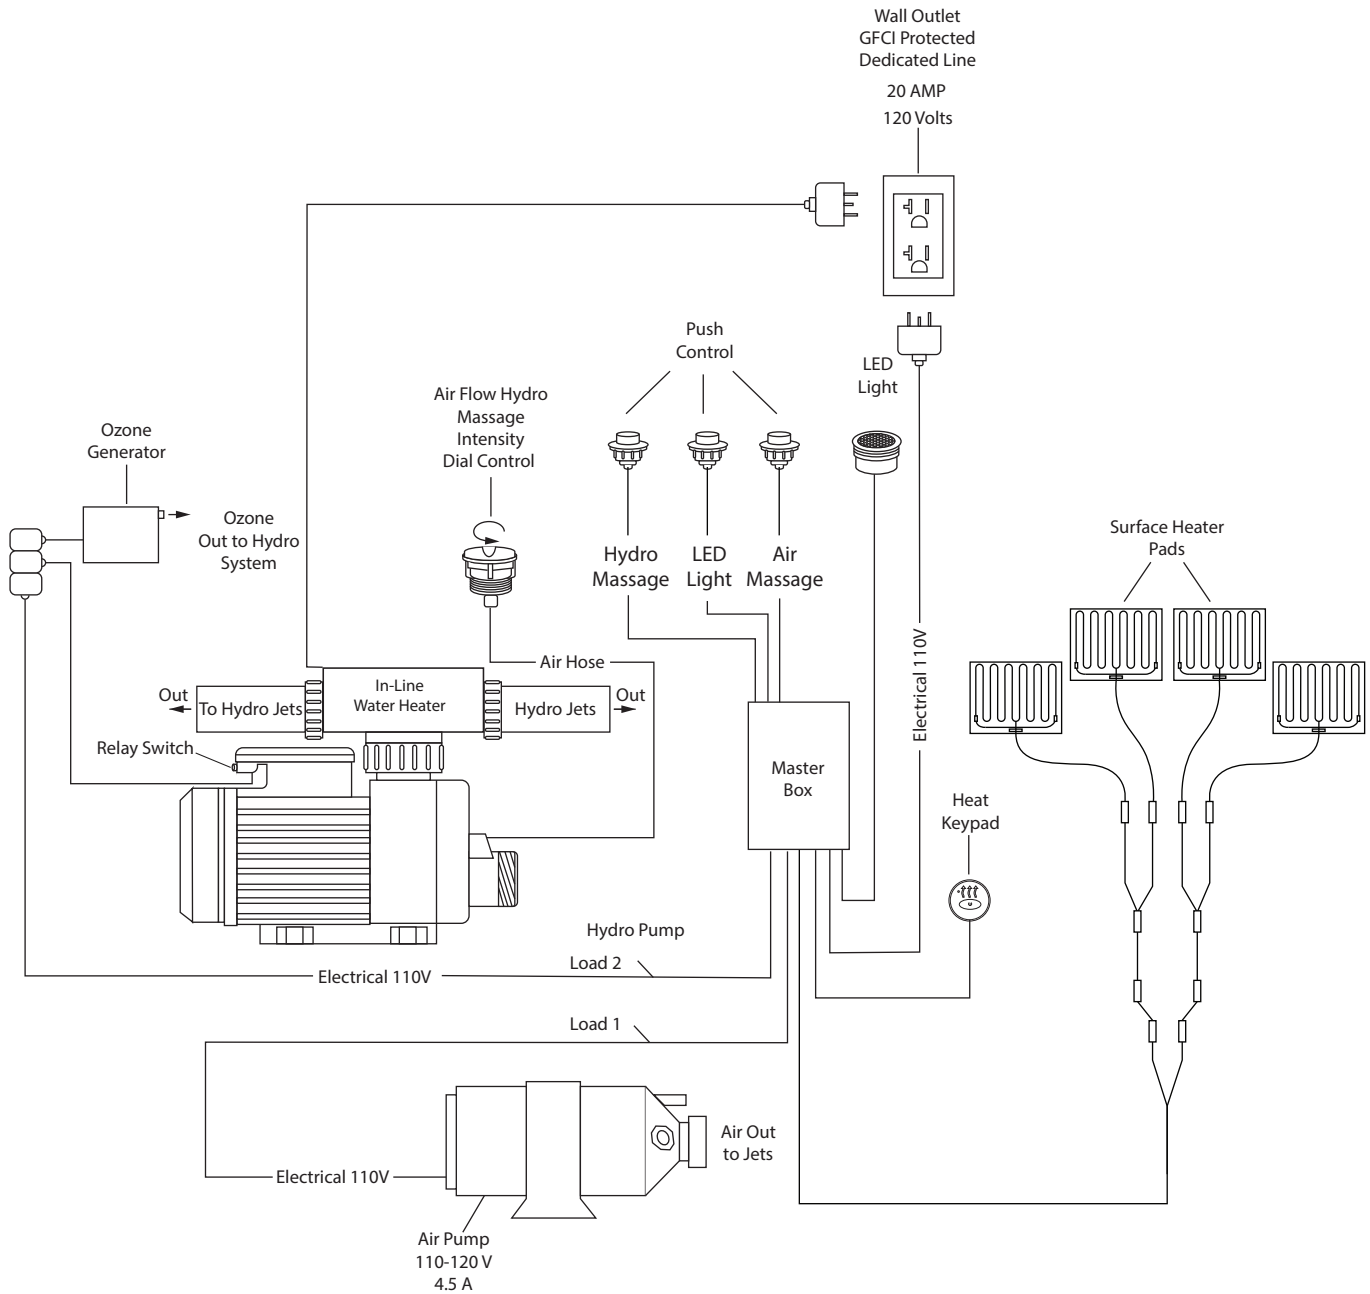 Wall Outlet
GFCI Protected
Dedicated Line
20 AMP
120 Volts
Push
Control
LED
Light
Air Flow Hydro
Massage
Intensity
Dial Control
Ozone
Generator
Ozone
Out to Hydro
System
Hydro
Massage
LED
Light
Air
Massage
Surface Heater
Pads
Electrical 110V
Air Hose
Out
To Hydro Jets
In-Line
Water Heater
Hydro Jets
Out
Relay Switch
Master
Box
Heat
Keypad
Hydro Pump
Load 2
Electrical 110V
Load 1
Electrical 110V
Air Out
to Jets
Air Pump
110-120 V
4.5 A